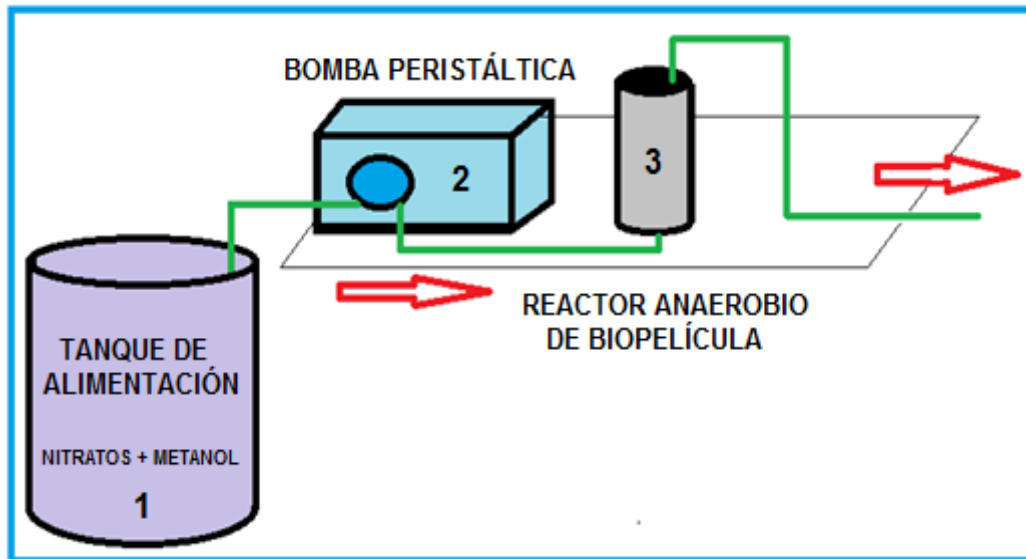 BOMBA PERISTÁLTICA
2
3
REACTOR ANAEROBIO
DE BIOPELÍCULA
TANQUE DE
ALIMENTACIÓN
NITRATOS + METANOL
1